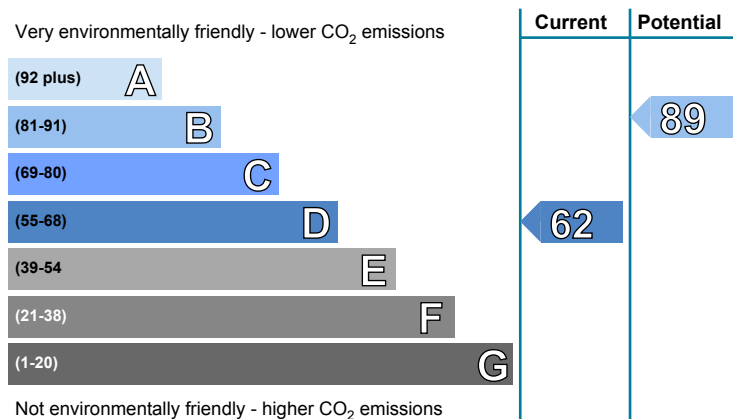 Current Potential
Very environmentally friendly - lower CO₂ emissions
(92 plus) A
(81-91) B 89
(69-80) C
(55-68) D 62
(39-54 E
(21-38) F
(1-20) G
Not environmentally friendly - higher CO₂ emissions